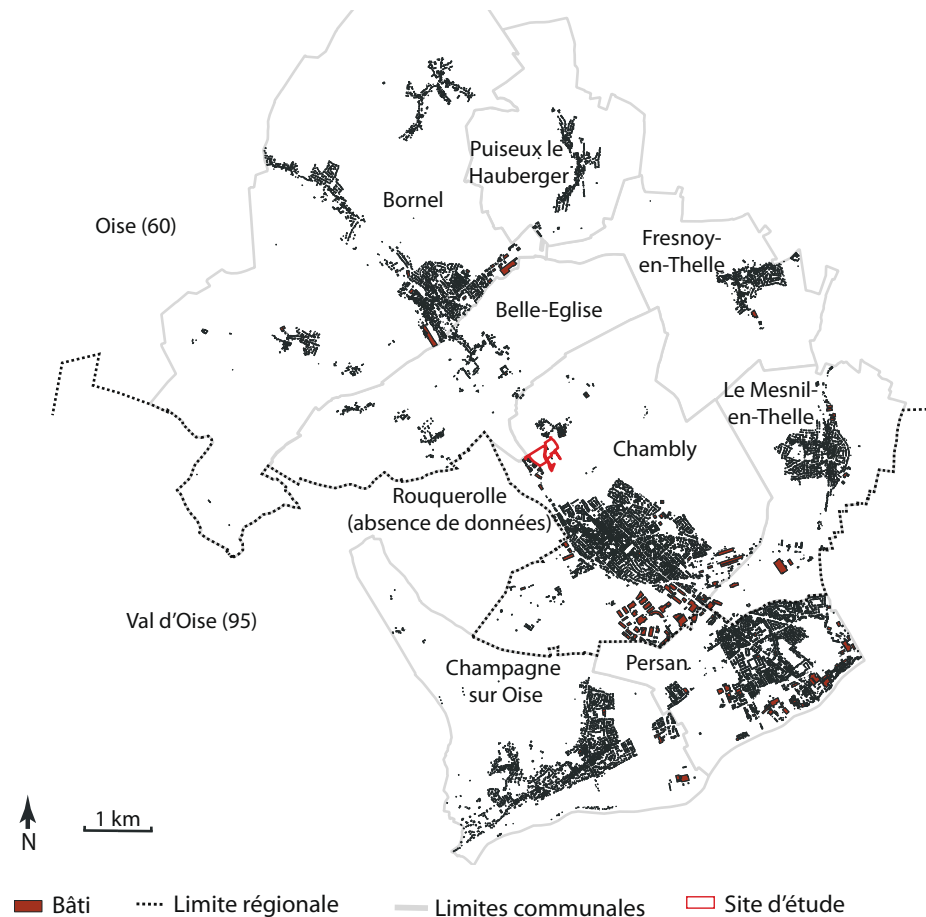 Puiseux le
Hauberger
Bornel
Oise (60)
Fresnoy-
en-Thelle
Belle-Eglise
Le Mesnil-
en-Thelle
Chambly
Rouquerolle
(absence de données)
Val d'Oise (95)
Champagne
sur Oise
Persan
N
1 km
Bâti
Limite régionale
Limites communales
Site d'étude